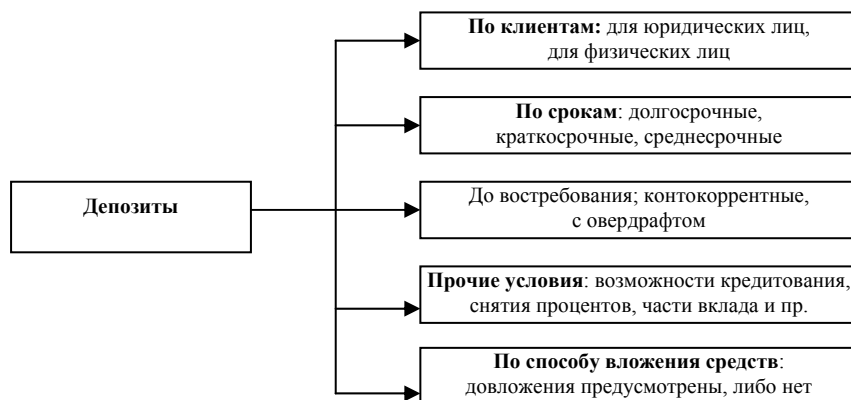 По клиентам: для юридических лиц,
для физических лиц
По срокам: долгосрочные,
краткосрочные, среднесрочные
Депозиты
До востребования; контокоррентные,
с овердрафтом
Прочие условия: возможности кредитования,
снятия процентов, части вклада и пр.
По способу вложения средств:
довложения предусмотрены, либо нет